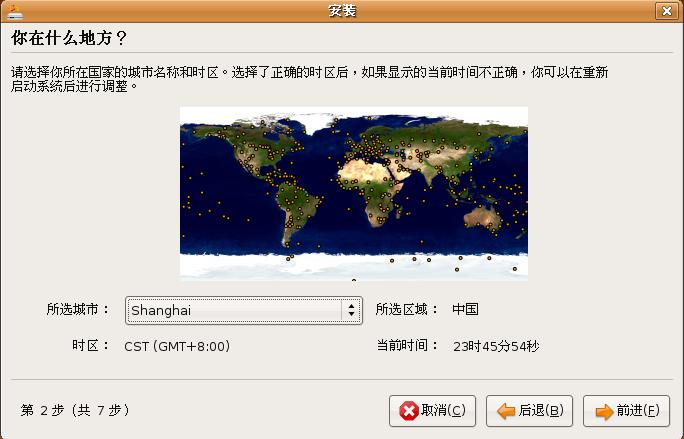 安装
你在什么地方？
请选择你所在国家的城市名称和时区。选择了正确的时区后，如果显示的当前时间不正确，你可以在重新
启动系统后进行调整。
所选城市： Shanghai 所选区域： 中国
时区： CST (GMT+8:00) 当前时间： 23时45分54秒
第 2 步 (共 7 步) 取消(C) 后退(B) 前进(F)